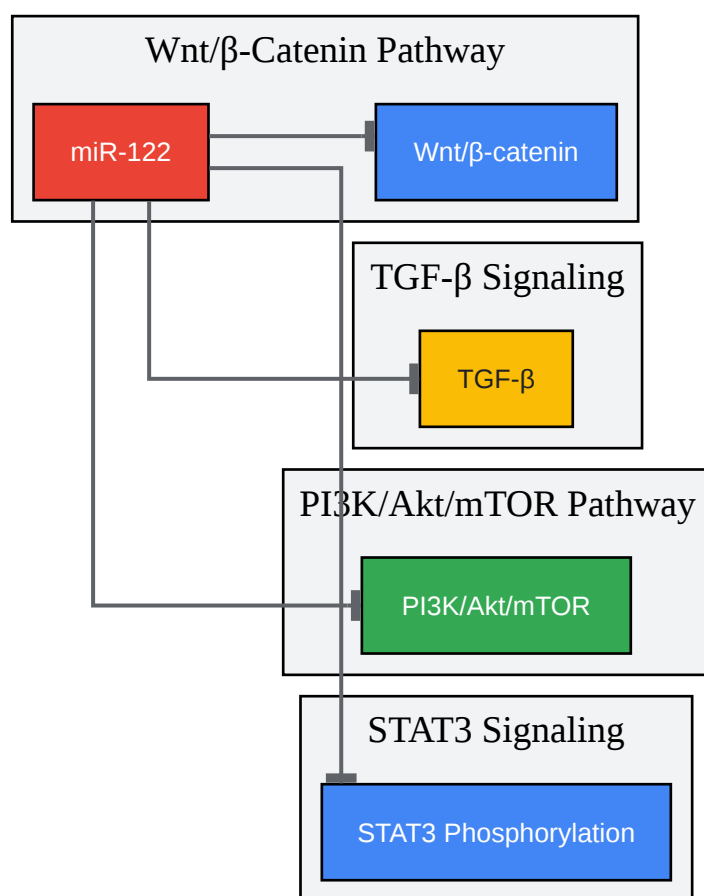 Wnt/β-Catenin Pathway
miR-122
Wnt/β-catenin
TGF-β Signaling
TGF-β
PI3K/Akt/mTOR Pathway
PI3K/Akt/mTOR
STAT3 Signaling
STAT3 Phosphorylation